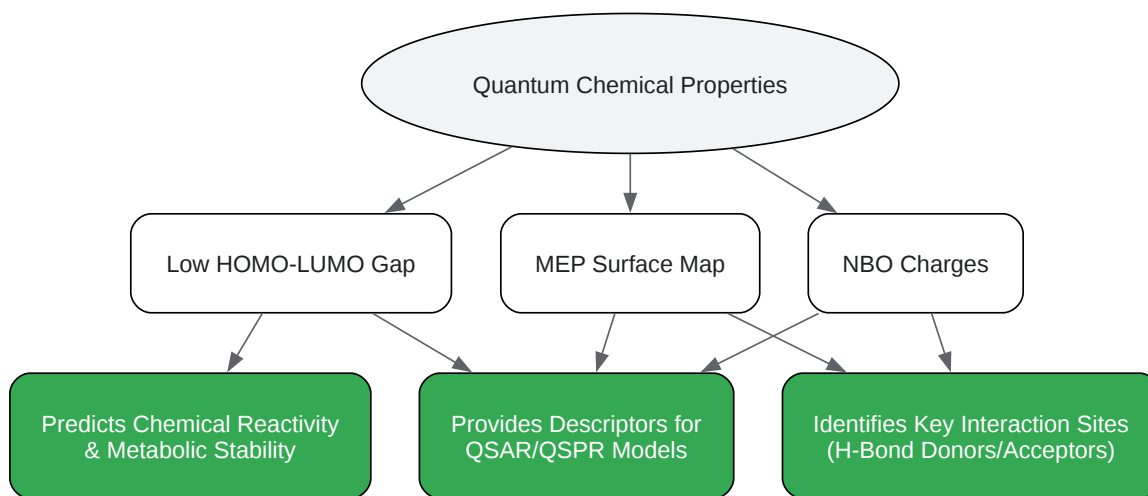 Quantum Chemical Properties
Low HOMO-LUMO Gap
MEP Surface Map
NBO Charges
Predicts Chemical Reactivity
& Metabolic Stability
Provides Descriptors for
QSAR/QSPR Models
Identifies Key Interaction Sites
(H-Bond Donors/Acceptors)